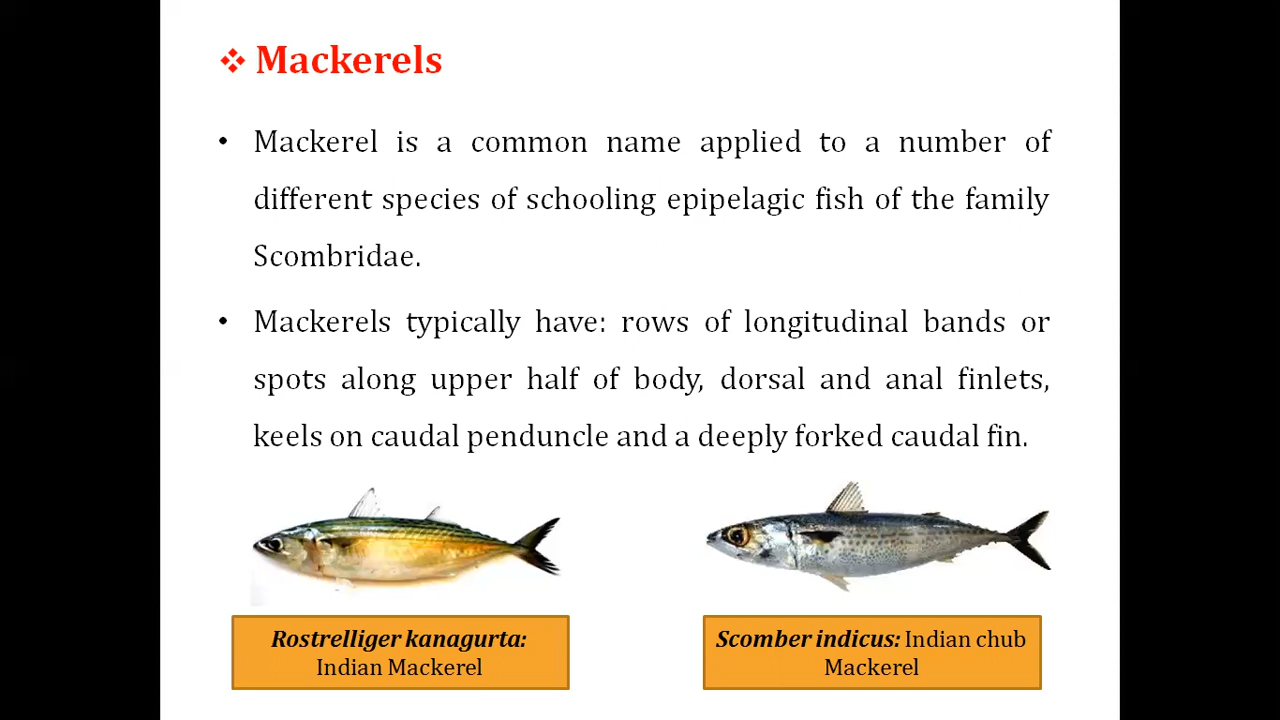 ❖ Mackerels
• Mackerel is a common name applied to a number of
different species of schooling epipelagic fish of the family
Scombridae.
• Mackerels typically have: rows of longitudinal bands or
spots along upper half of body, dorsal and anal finlets,
keels on caudal penduncle and a deeply forked caudal fin.
Rostrelliger kanagurta:
Indian Mackerel
Scomber indicus: Indian chub
Mackerel